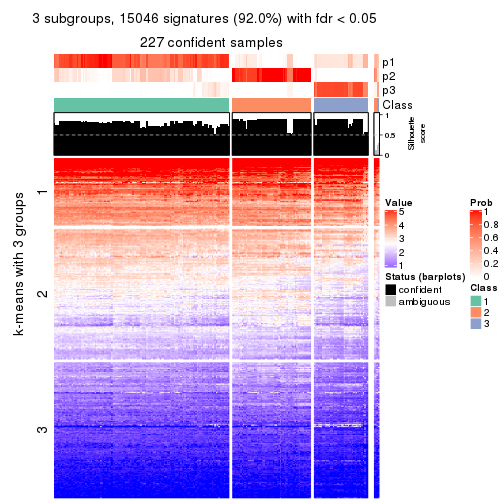 3 subgroups, 15046 signatures (92.0%) with fdr < 0.05
227 confident samples
p1
p2
p3
Class
1
0.5
0
Silhouette
score
k-means with 3 groups
1
2
3
Value
5
4
3
2
1
Status (barplots)
confident
ambiguous
Prob
1
0.8
0.6
0.4
0.2
0
Class
1
2
3